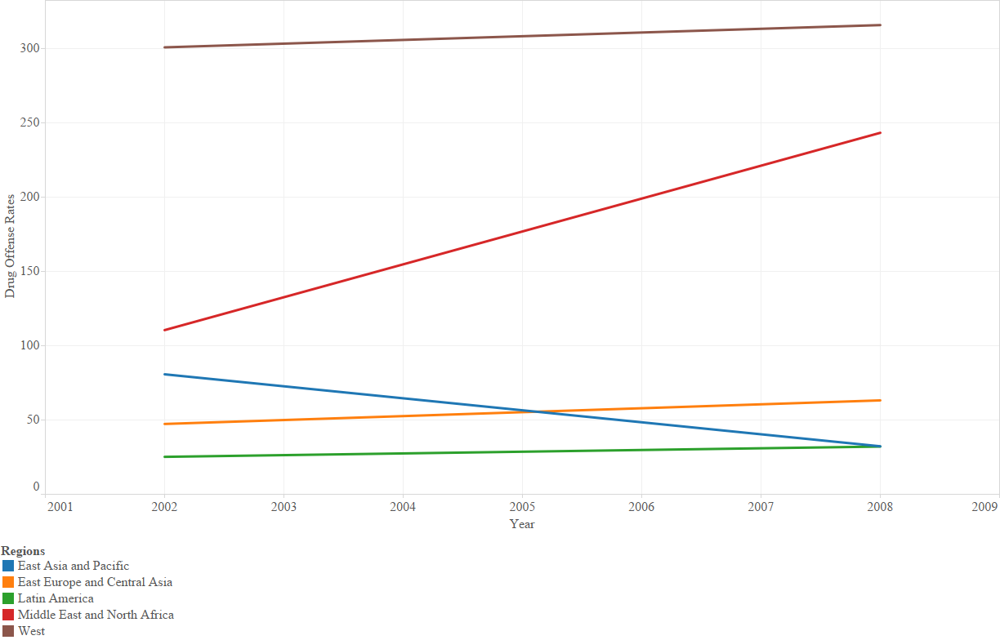 300
250
200
150
100
50
0
Drug Offense Rates
2001 2002 2003 2004 2005 2006 2007 2008 2009
Year
Regions
East Asia and Pacific
East Europe and Central Asia
Latin America
Middle East and North Africa
West